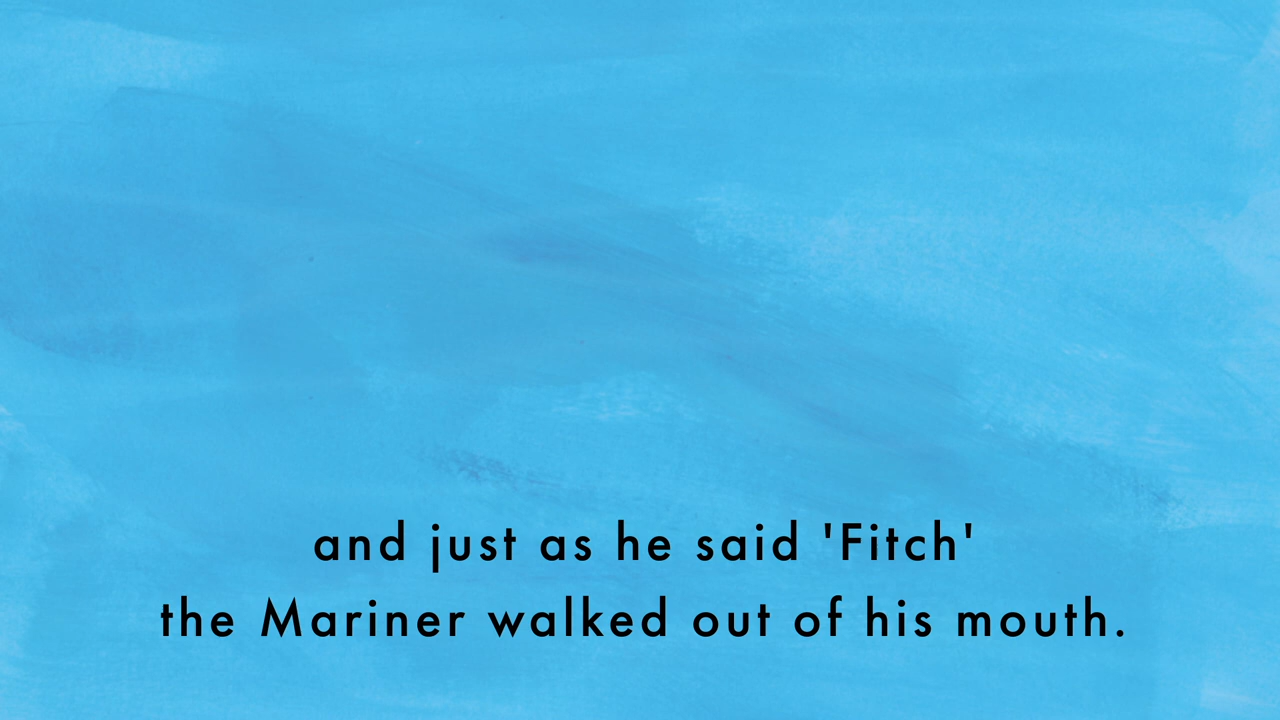 and just as he said 'Fitch'
the Mariner walked out of his mouth.